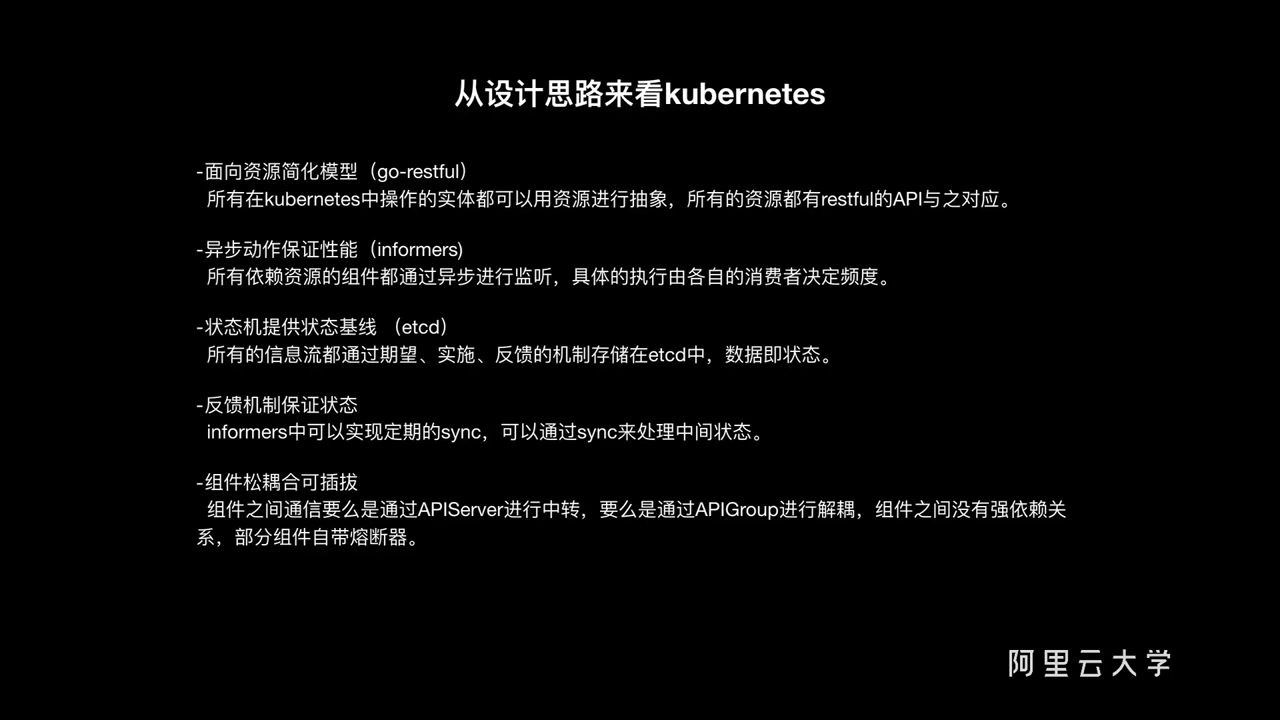 从设计思路来看kubernetes
-面向资源简化模型（go-restful）
所有在kubernetes中操作的实体都可以用资源进行抽象，所有的资源都有restful的API与之对应。
-异步动作保证性能（informers)
所有依赖资源的组件都通过异步进行监听，具体的执行由各自的消费者决定频度。
-状态机提供状态基线 （etcd）
所有的信息流都通过期望、实施、反馈的机制存储在etcd中，数据即状态。
-反馈机制保证状态
informers中可以实现定期的sync，可以通过sync来处理中间状态。
-组件松耦合可插拔
组件之间通信要么是通过APIServer进行中转，要么是通过APIGroup进行解耦，组件之间没有强依赖关
系，部分组件自带熔断器。
阿里云大学